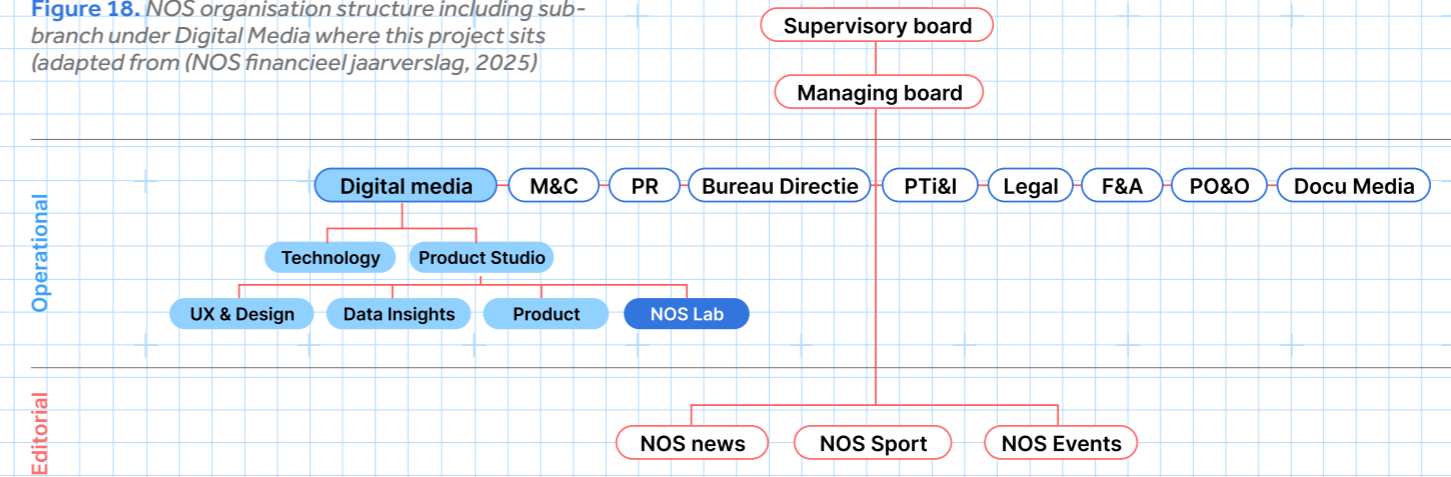 Figure 18. NOS organisation structure including sub-
branch under Digital Media where this project sits
(adapted from (NOS financieel jaarverslag, 2025)
Supervisory board
Managing board
Operational
Digital media
M&C
PR
Bureau Directie
PTi&I
Legal
F&A
PO&O
Docu Media
Technology
Product Studio
UX & Design
Data Insights
Product
NOS Lab
Editorial
NOS news
NOS Sport
NOS Events